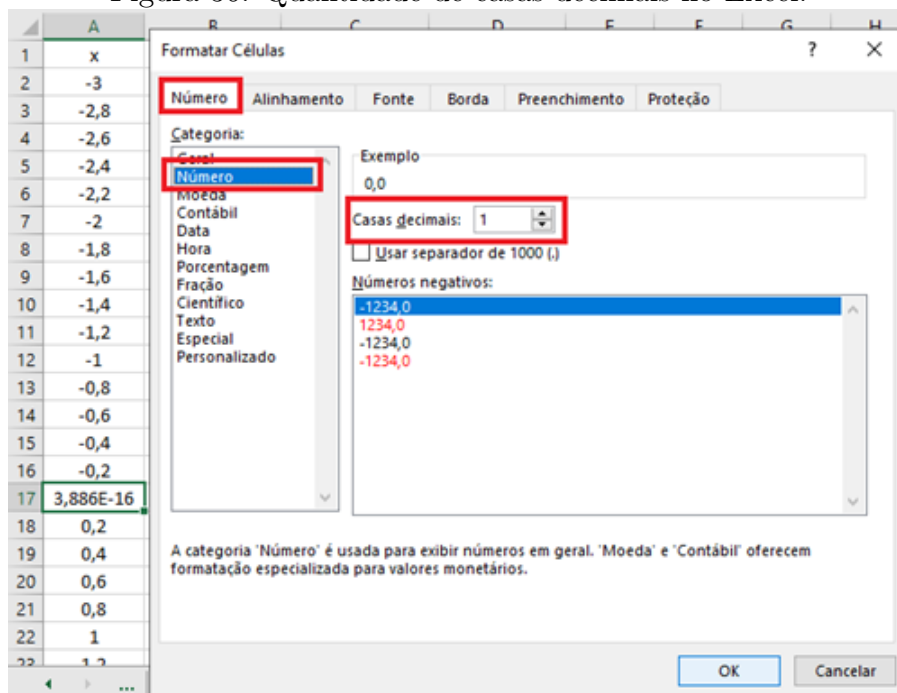 A B C D E F G H
1 x
2 -3
3 -2,8
4 -2,6
5 -2,4
6 -2,2
7 -2
8 -1,8
9 -1,6
10 -1,4
11 -1,2
12 -1
13 -0,8
14 -0,6
15 -0,4
16 -0,2
17 3,886E-16
18 0,2
19 0,4
20 0,6
21 0,8
22 1
23 1,2
...
Formatar Células ? ×
Número Alinhamento Fonte Borda Preenchimento Proteção
Categoria:
Geral
Número
Moeda
Contábil
Data
Hora
Porcentagem
Fração
Científico
Texto
Especial
Personalizado
Exemplo
0,0
Casas decimais: 1
Usar separador de 1000 (.)
Números negativos:
-1234,0
1234,0
-1234,0
-1234,0
A categoria 'Número' é usada para exibir números em geral. 'Moeda' e 'Contábil' oferecem
formatação especializada para valores monetários.
OK Cancelar